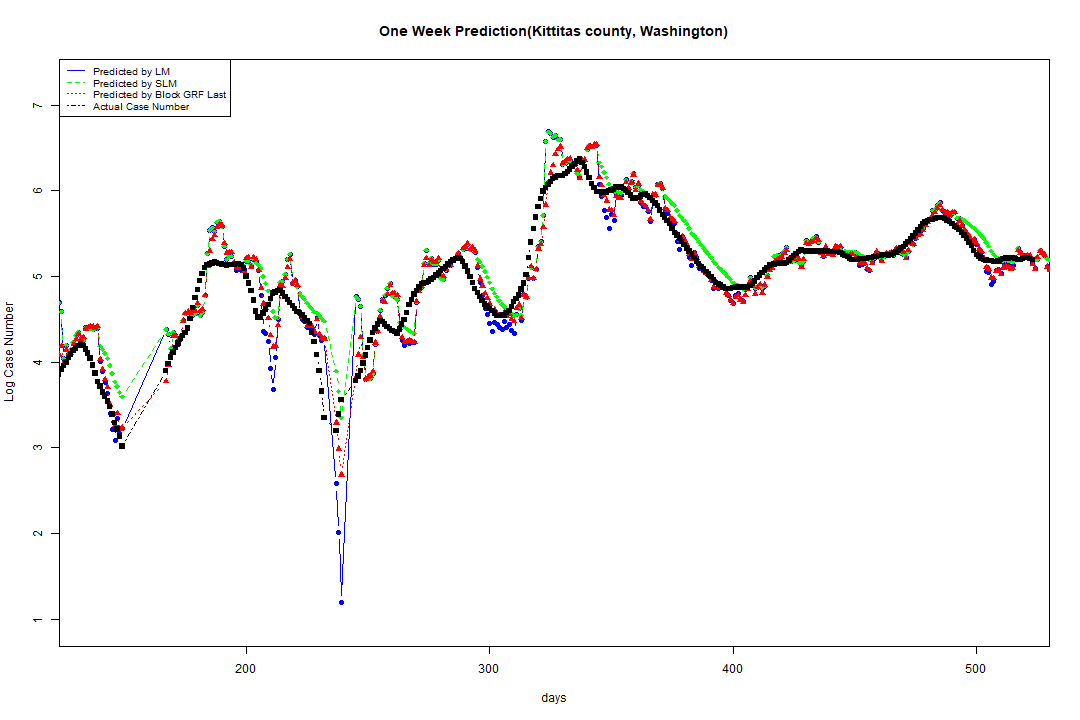 One Week Prediction(Kittitas county, Washington)
Predicted by LM
Predicted by SLM
Predicted by Block GRF Last
Actual Case Number
7
6
5
4
3
2
1
Log Case Number
200 300 400 500
days